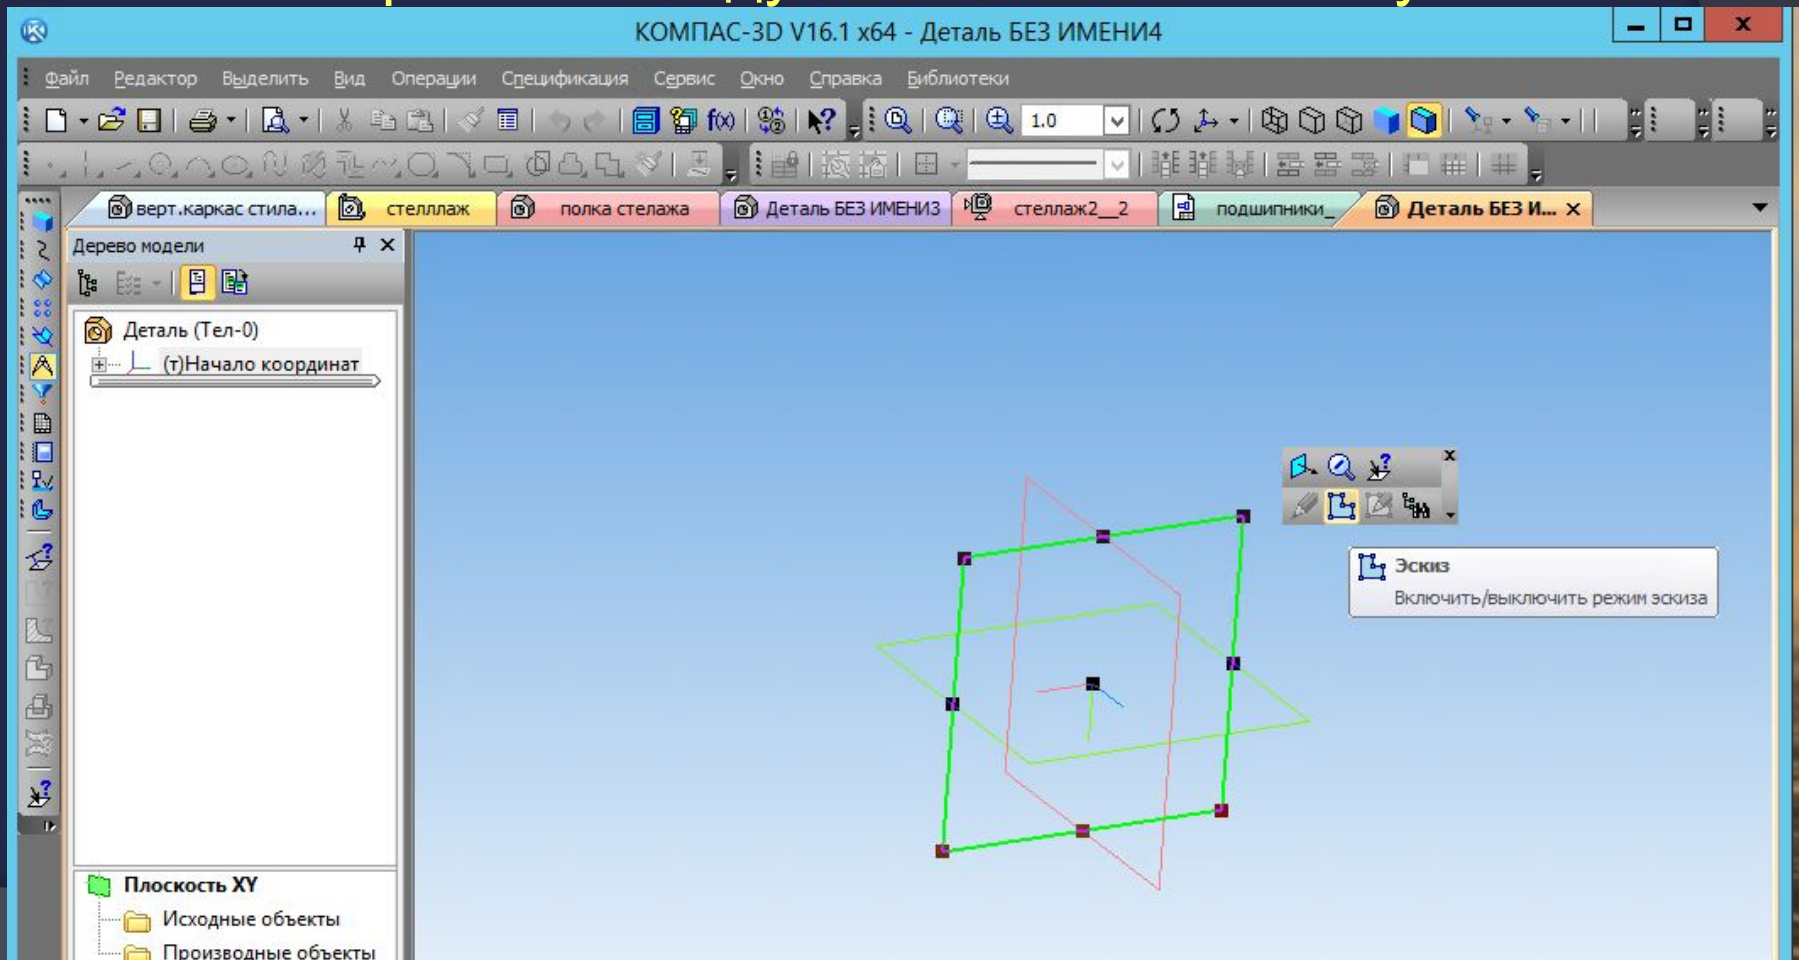 КОМПАС-3D V16.1 x64 - Деталь БЕЗ ИМЕНИ4
Файл Редактор Выделить Вид Операции Спецификация Сервис Окно Справка Библиотеки
f(x) 1.0
верт.каркас стила... стелллаж полка стелажа Деталь БЕЗ ИМЕНИ3 стеллаж2__2 подшипники_ Деталь БЕЗ И...
Дерево модели
Деталь (Тел-0)
(т)Начало координат
Эскиз
Включить/выключить режим эскиза
Плоскость XY
Исходные объекты
Производные объекты